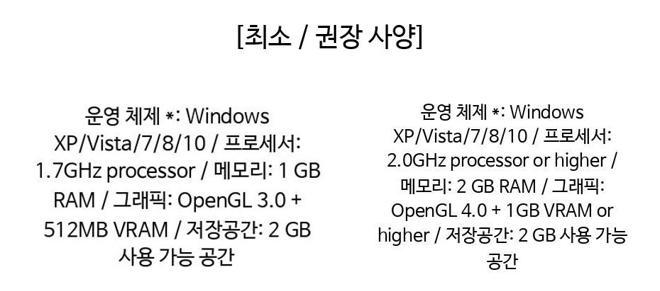 [최소 / 권장 사양]
운영 체제 *: Windows
XP/Vista/7/8/10 / 프로세서:
1.7GHz processor / 메모리: 1 GB
RAM / 그래픽: OpenGL 3.0 +
512MB VRAM / 저장공간: 2 GB
사용 가능 공간
운영 체제 *: Windows
XP/Vista/7/8/10 / 프로세서:
2.0GHz processor or higher /
메모리: 2 GB RAM / 그래픽:
OpenGL 4.0 + 1GB VRAM or
higher / 저장공간: 2 GB 사용 가능
공간